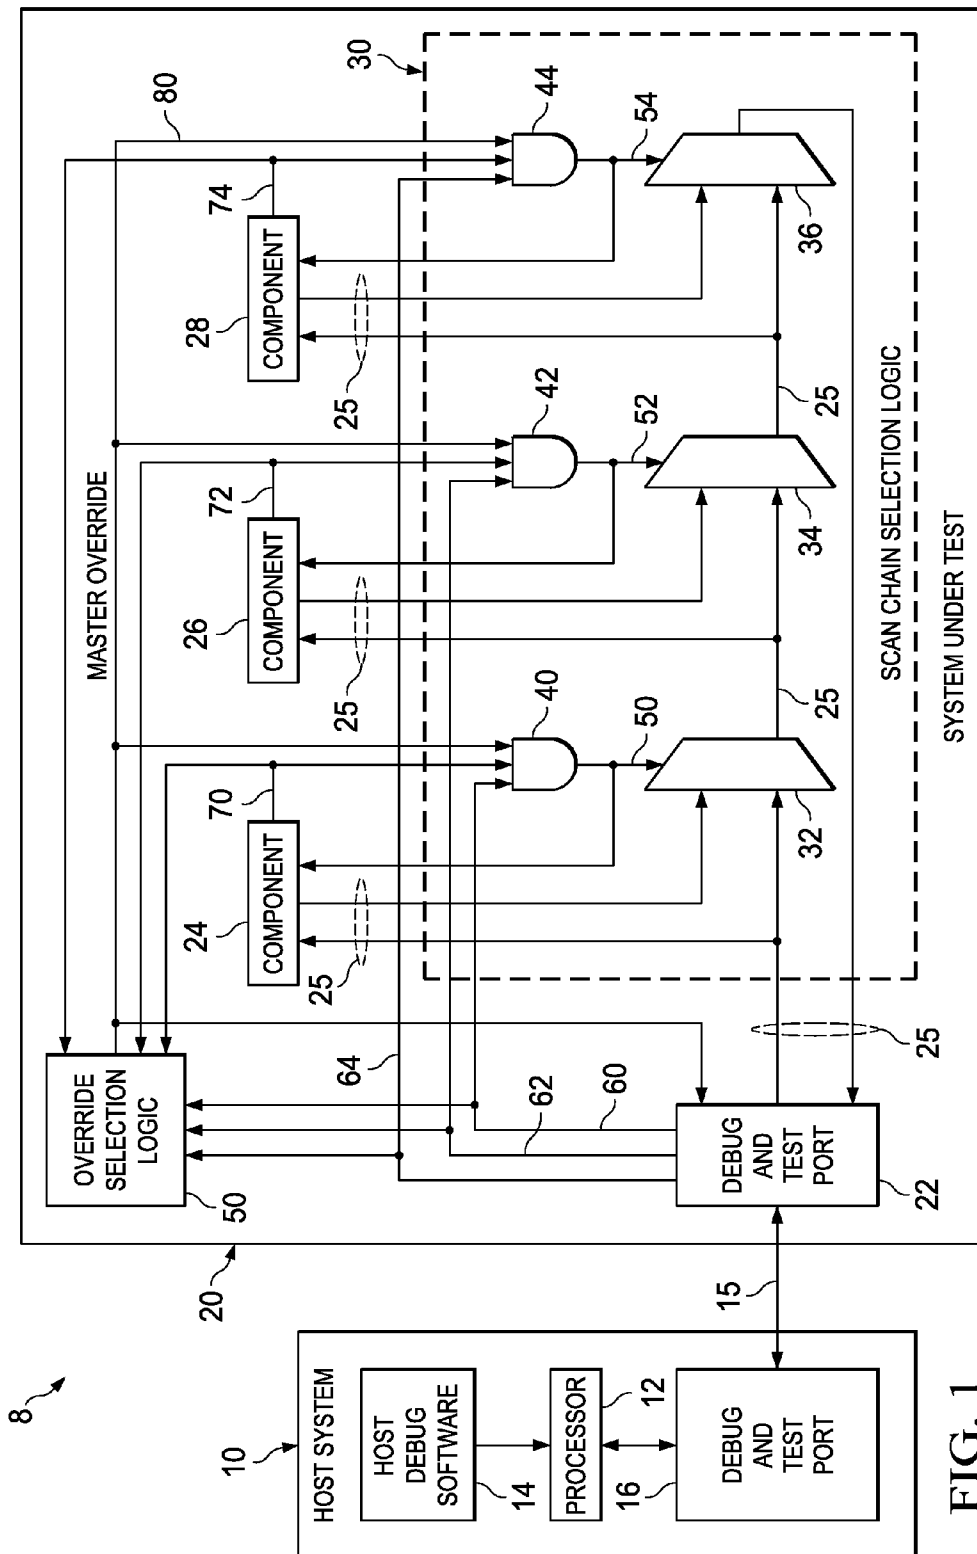 8
10
HOST SYSTEM
HOST
DEBUG
SOFTWARE
14
PROCESSOR
12
16
DEBUG
AND
TEST
PORT
15
20
OVERRIDE
SELECTION
LOGIC
50
MASTER OVERRIDE
80
64
62
60
DEBUG
AND
TEST
PORT
22
25
24
COMPONENT
70
25
40
50
32
25
26
COMPONENT
72
25
42
52
34
25
28
COMPONENT
74
25
30
44
54
36
SCAN CHAIN SELECTION LOGIC
SYSTEM UNDER TEST
FIG. 1